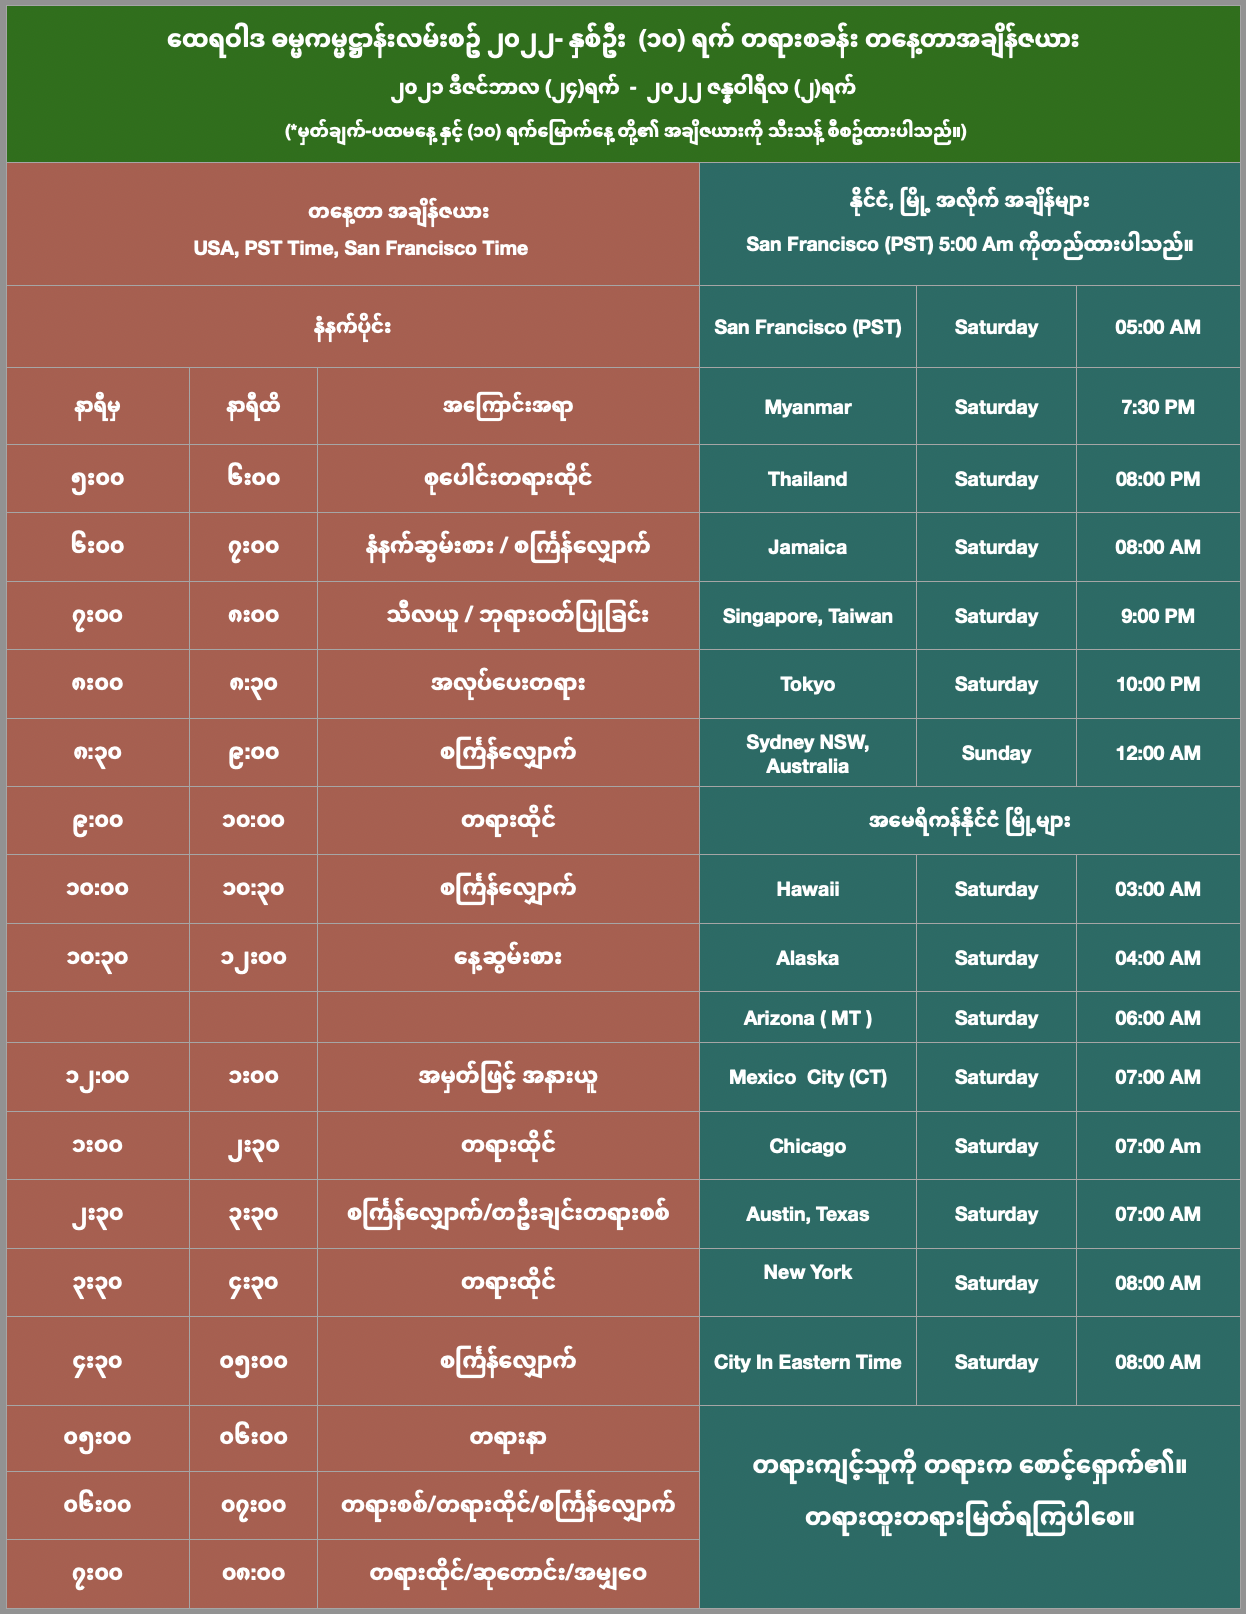 ထေရဝါဒ ဓမ္မကမ္မဋ္ဌာန်းလမ်းစဥ် ၂၀၂၂- နှစ်ဦး (၁၀) ရက် တရားစခန်း တနေ့တာအချိန်ဇယား
၂၀၂၁ ဒီဇင်ဘာလ (၂၄)ရက် - ၂၀၂၂ ဇန္နဝါရီလ (၂)ရက်
(*မှတ်ချက်-ပထမနေ့ နှင့် (၁၀) ရက်မြောက်နေ့ တို့၏ အချိဇယားကို သီးသန့် စီစဥ်ထားပါသည်။)
တနေ့တာ အချိန်ဇယား
USA, PST Time, San Francisco Time
နိုင်ငံ, မြို့ အလိုက် အချိန်များ
San Francisco (PST) 5:00 Am ကိုတည်ထားပါသည်။
နံနက်ပိုင်း San Francisco (PST) Saturday 05:00 AM
နာရီမှ နာရီထိ အကြောင်းအရာ Myanmar Saturday 7:30 PM
၅း၀၀ ၆း၀၀ စုပေါင်းတရားထိုင် Thailand Saturday 08:00 PM
၆း၀၀ ၇း၀၀ နံနက်ဆွမ်းစား / စင်္ကြန်လျှောက် Jamaica Saturday 08:00 AM
၇း၀၀ ၈း၀၀ သီလယူ / ဘုရားဝတ်ပြုခြင်း Singapore, Taiwan Saturday 9:00 PM
၈း၀၀ ၈း၃၀ အလုပ်ပေးတရား Tokyo Saturday 10:00 PM
၈း၃၀ ၉း၀၀ စင်္ကြန်လျှောက် Sydney NSW, Australia Sunday 12:00 AM
၉း၀၀ ၁၀း၀၀ တရားထိုင် အမေရိကန်နိုင်ငံ မြို့များ
၁၀း၀၀ ၁၀း၃၀ စင်္ကြန်လျှောက် Hawaii Saturday 03:00 AM
၁၀း၃၀ ၁၂း၀၀ နေ့ဆွမ်းစား Alaska Saturday 04:00 AM
Arizona ( MT ) Saturday 06:00 AM
၁၂း၀၀ ၁း၀၀ အမှတ်ဖြင့် အနားယူ Mexico City (CT) Saturday 07:00 AM
၁း၀၀ ၂း၃၀ တရားထိုင် Chicago Saturday 07:00 Am
၂း၃၀ ၃း၃၀ စင်္ကြန်လျှောက်/တဦးချင်းတရားစစ် Austin, Texas Saturday 07:00 AM
၃း၃၀ ၄း၃၀ တရားထိုင် New York Saturday 08:00 AM
၄း၃၀ ၀၅း၀၀ စင်္ကြန်လျှောက် City In Eastern Time Saturday 08:00 AM
၀၅း၀၀ ၀၆း၀၀ တရားနာ
၀၆း၀၀ ၀၇း၀၀ တရားစစ်/တရားထိုင်/စင်္ကြန်လျှောက်
၇း၀၀ ၀၈း၀၀ တရားထိုင်/ဆုတောင်း/အမျှဝေ
တရားကျင့်သူကို တရားက စောင့်ရှောက်၏။
တရားထူးတရားမြတ်ရကြပါစေ။